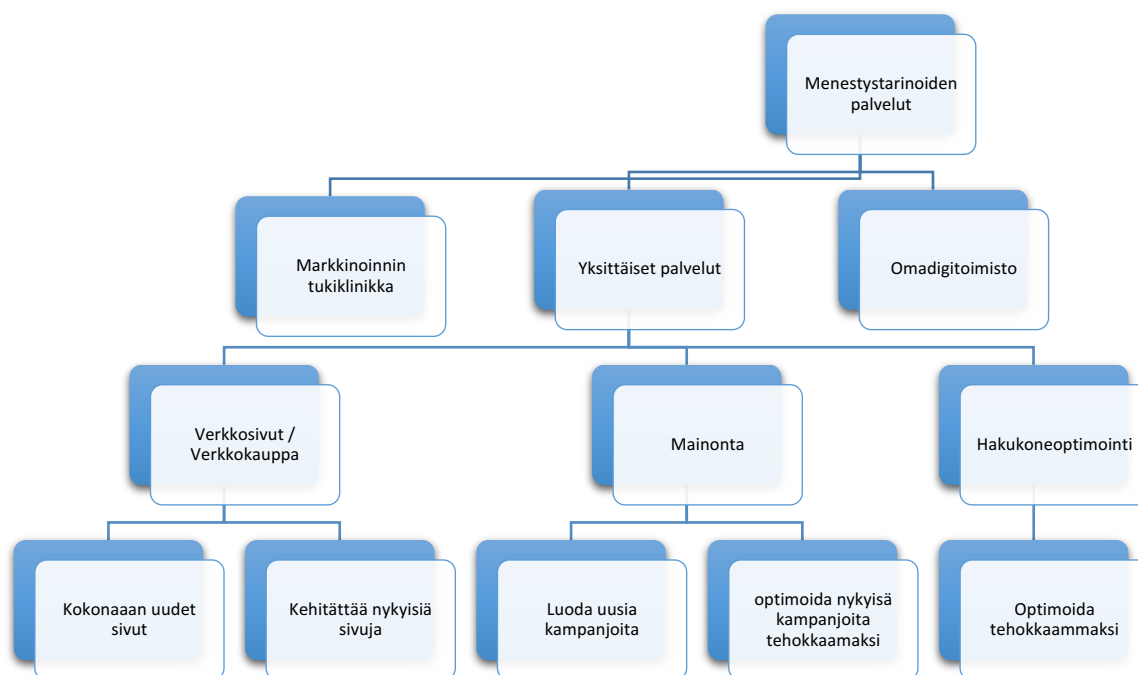 Menestystarinoiden
palvelut
Markkinoinnin
tukiklinikka
Yksittäiset palvelut
Omadigitoimisto
Verkkosivut /
Verkkokauppa
Mainonta
Hakukoneoptimointi
Kokonaaan uudet
sivut
Kehitättää nykyisiä
sivuja
Luoda uusia
kampanjoita
optimoida nykyisä
kampanjoita
tehokkaamaksi
Optimoida
tehokkaammaksi